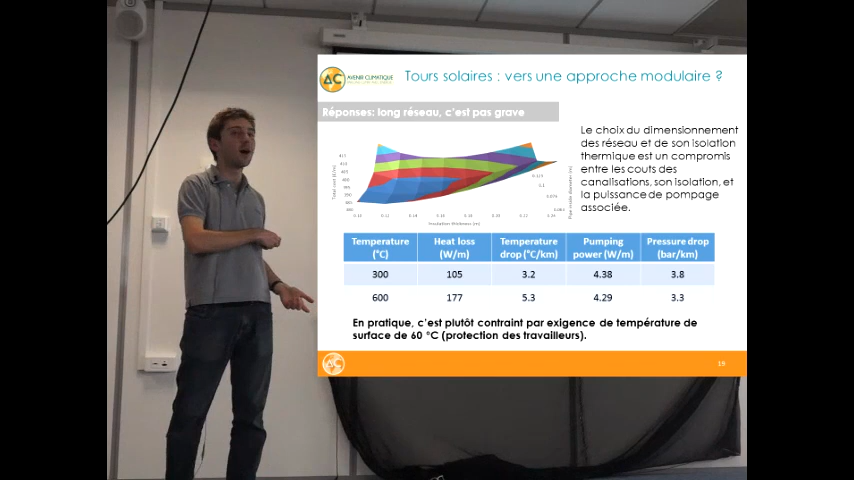 AVENIR CLIMATIQUE
Tours solaires : vers une approche modulaire ?
Réponses: long réseau, c'est pas grave
Le choix du dimensionnement
des réseau et de son isolation
thermique est un compromis
entre les couts des
canalisations, son isolation, et
la puissance de pompage
associée.
Insulation thickness (m)
Temperature (°C) Heat loss (W/m) Temperature drop (°C/km) Pumping power (W/m) Pressure drop (bar/km)
300 105 3.2 4.38 3.8
600 177 5.3 4.29 3.3
En pratique, c'est plutôt contraint par exigence de température de
surface de 60 °C (protection des travailleurs).
19